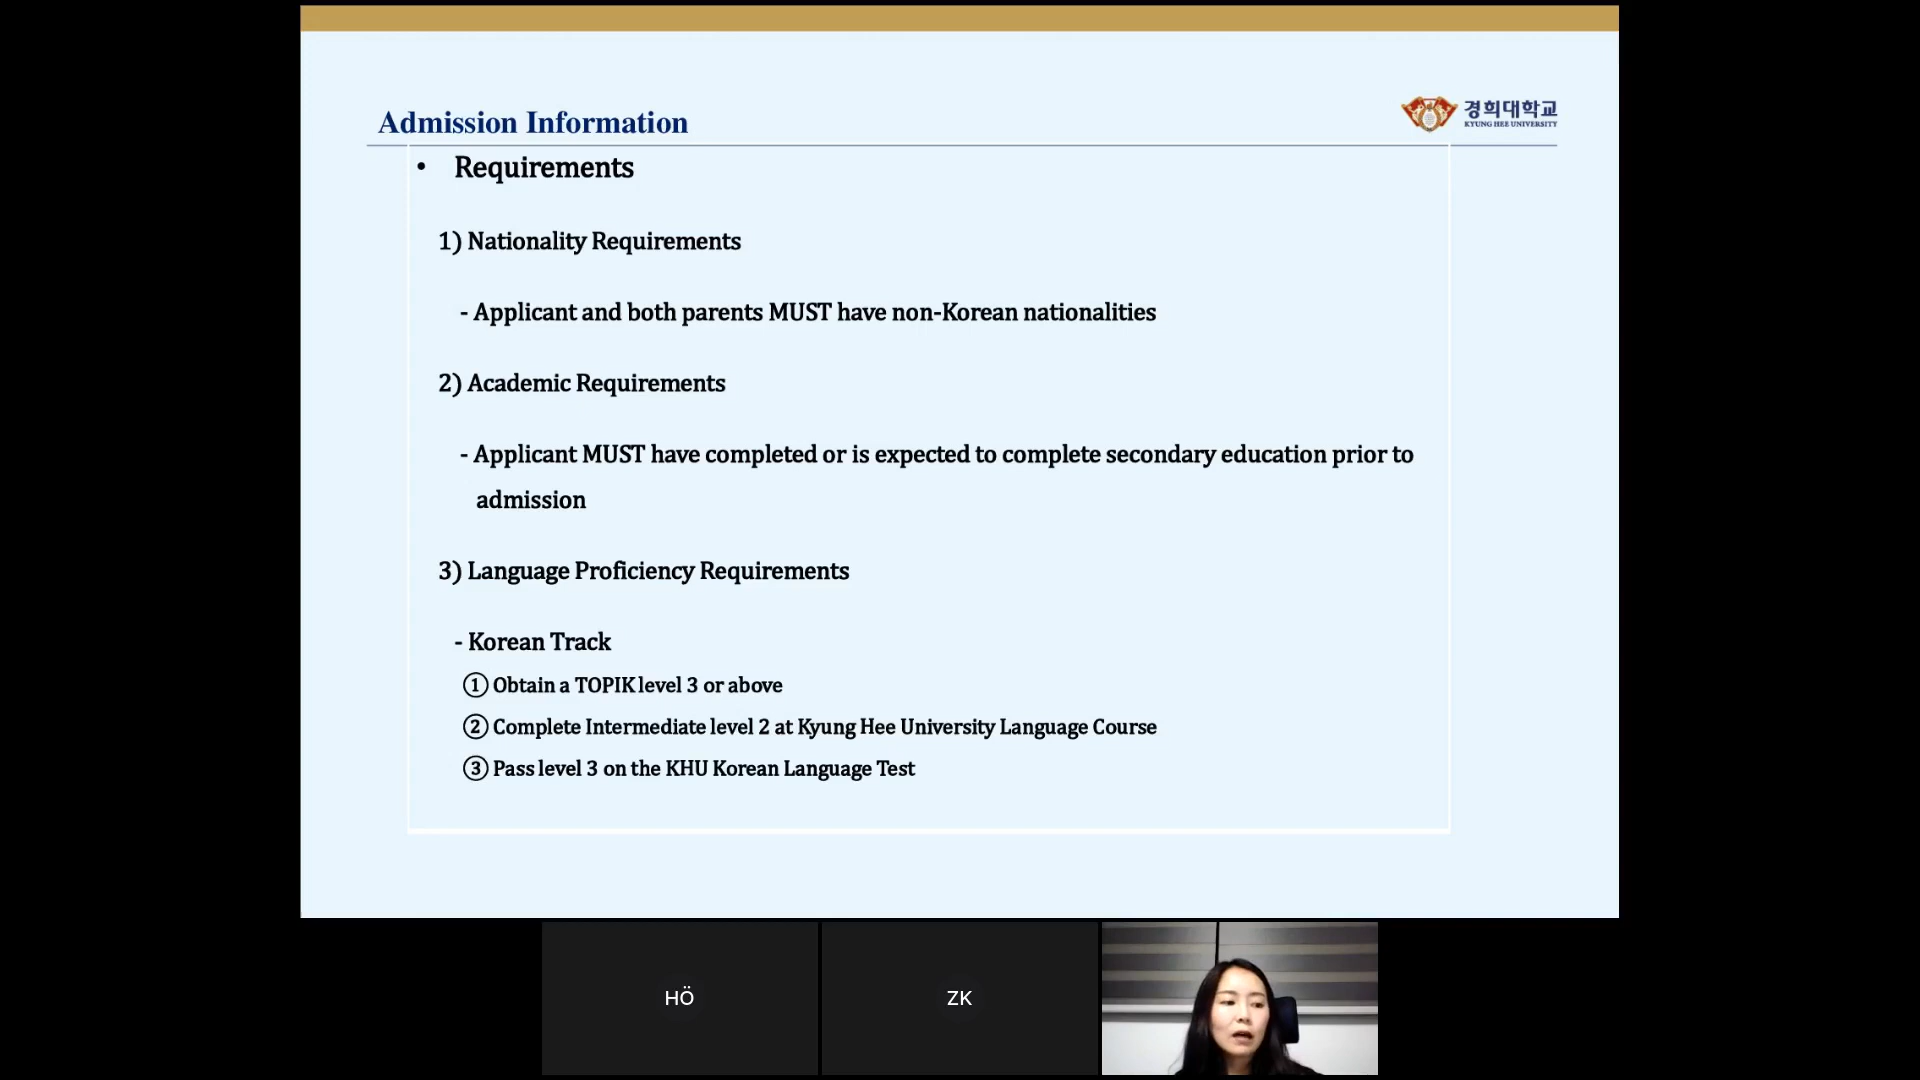 Admission Information
경희대학교
KYUNG HEE UNIVERSITY
• Requirements
1) Nationality Requirements
- Applicant and both parents MUST have non-Korean nationalities
2) Academic Requirements
- Applicant MUST have completed or is expected to complete secondary education prior to
admission
3) Language Proficiency Requirements
- Korean Track
① Obtain a TOPIK level 3 or above
② Complete Intermediate level 2 at Kyung Hee University Language Course
③ Pass level 3 on the KHU Korean Language Test
HÖ
ZK